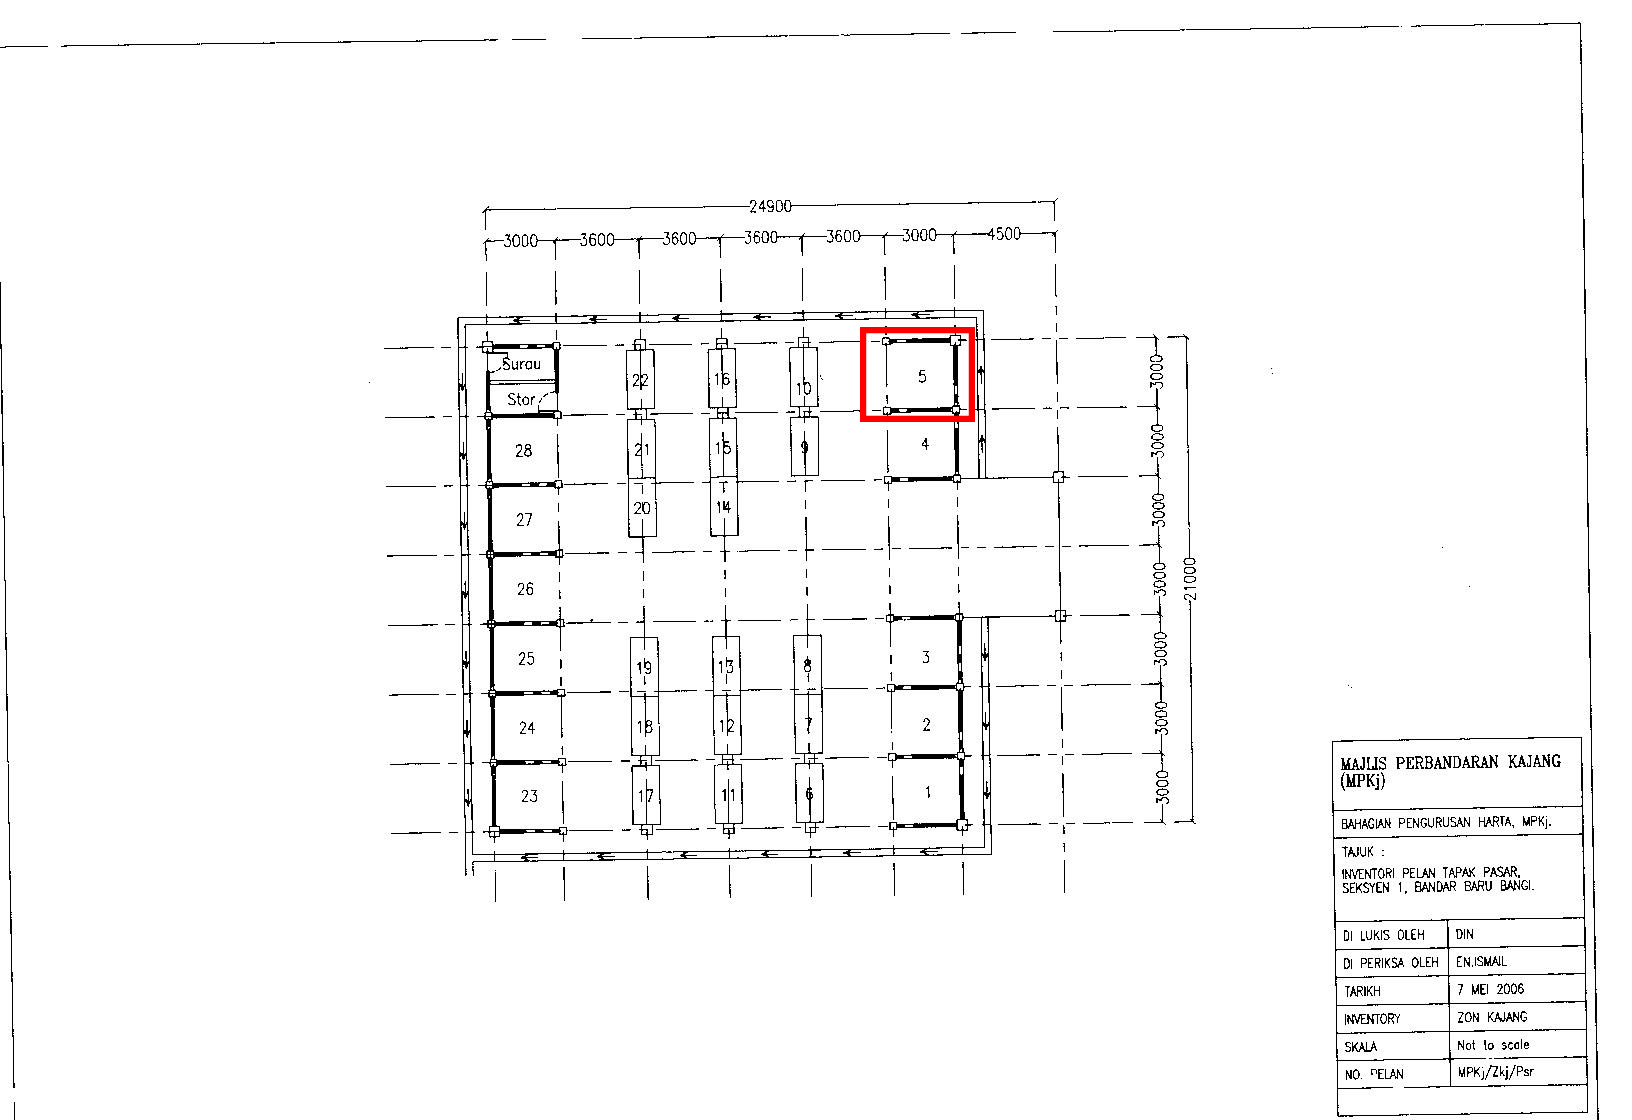 24900
3000 3600 3600 3600 3600 3000 4500
Surau 22 16 10 5 3000
Stor
28 21 15 9 4 3000
27 20 14 3000
26 3000
21000
25 19 13 8 3 3000
24 18 12 7 2 3000
23 17 11 6 1 3000
MAJLIS PERBANDARAN KAJANG
(MPKj)
BAHAGIAN PENGURUSAN HARTA, MPKj.
TAJUK :
INVENTORI PELAN TAPAK PASAR,
SEKSYEN 1, BANDAR BARU BANGI.
DI LUKIS OLEH DIN
DI PERIKSA OLEH EN.ISMAIL
TARIKH 7 MEI 2006
INVENTORY ZON KAJANG
SKALA Not to scale
NO. PELAN MPKj/Zkj/Psr